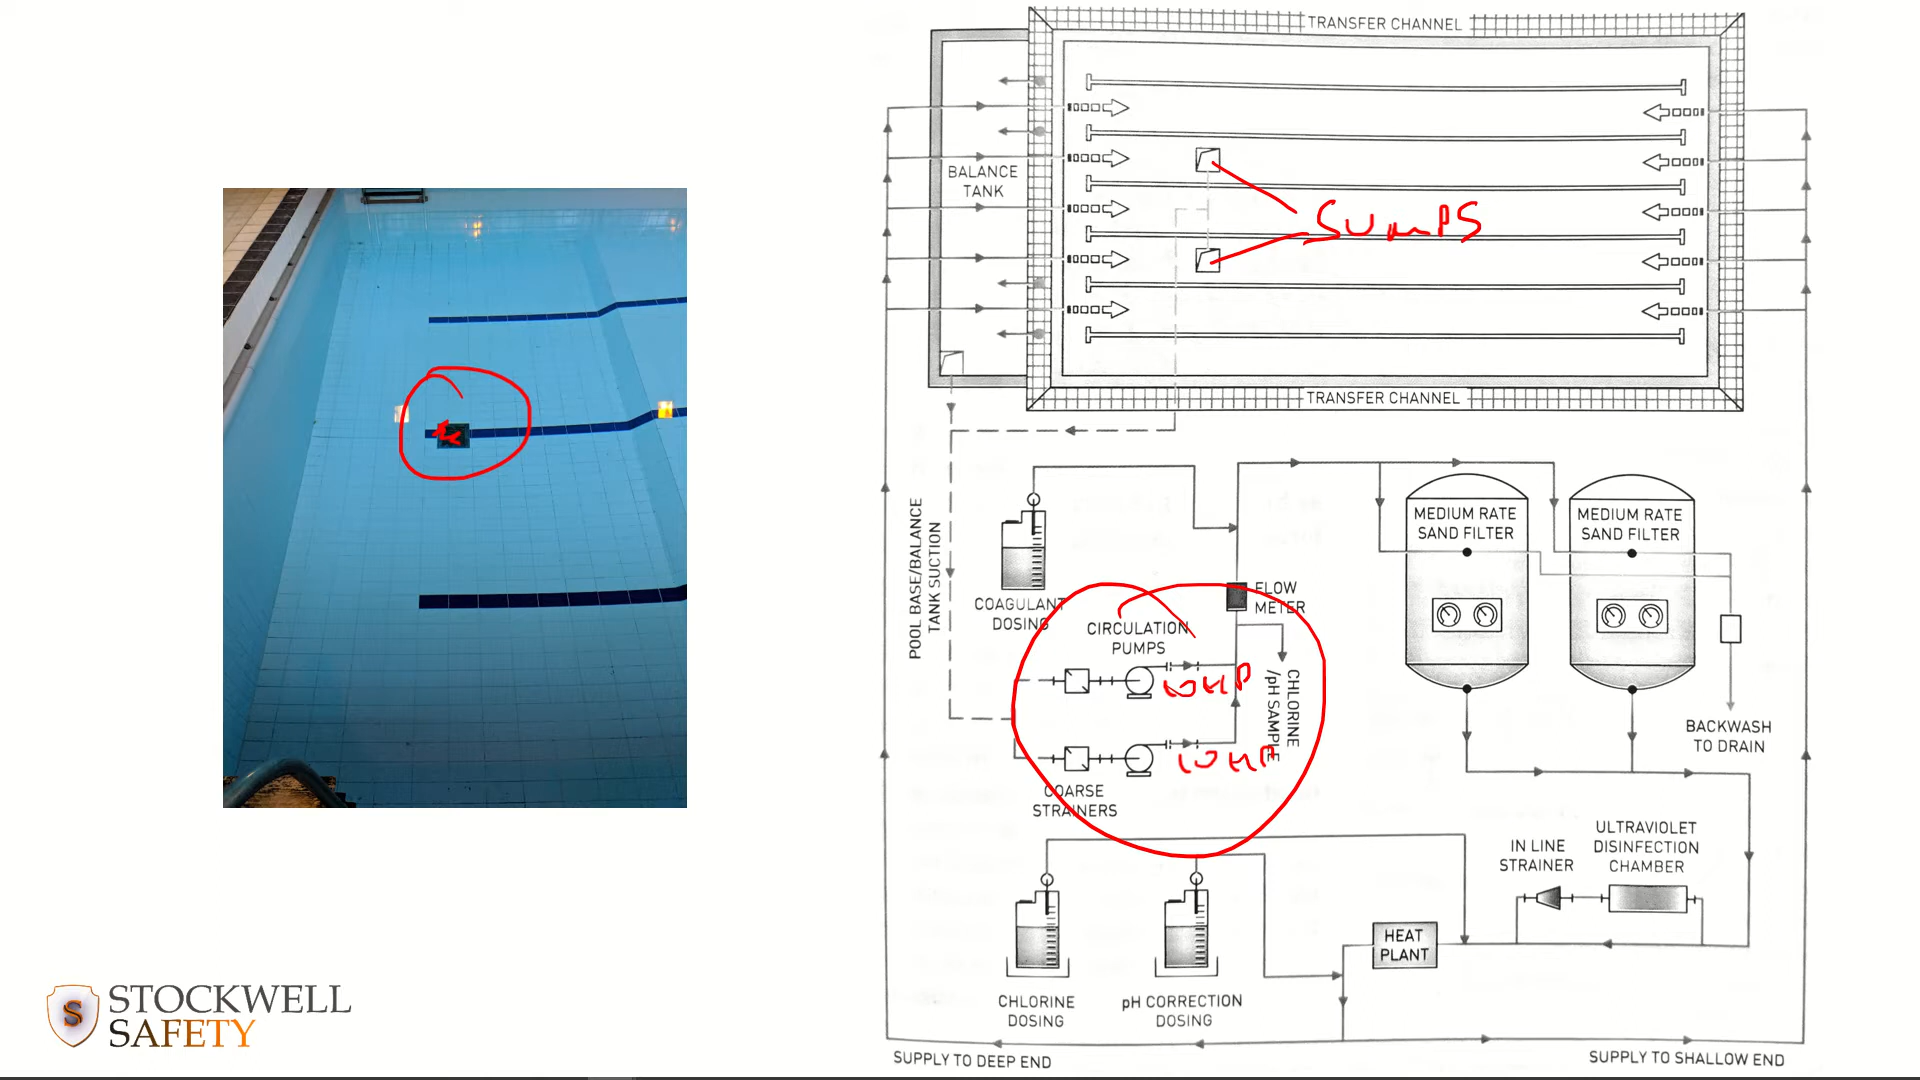 TRANSFER CHANNEL
BALANCE
TANK
SUMPS
TRANSFER CHANNEL
POOL BASE/BALANCE
TANK SUCTION
COAGULANT
DOSING
CIRCULATION
PUMPS
FLOW
METER
10HP
10HP
CHLORINE
/pH SAMPLE
COARSE
STRAINERS
MEDIUM RATE
SAND FILTER
MEDIUM RATE
SAND FILTER
BACKWASH
TO DRAIN
IN LINE
STRAINER
ULTRAVIOLET
DISINFECTION
CHAMBER
HEAT
PLANT
CHLORINE
DOSING
pH CORRECTION
DOSING
SUPPLY TO DEEP END
SUPPLY TO SHALLOW END
S
STOCKWELL
SAFETY